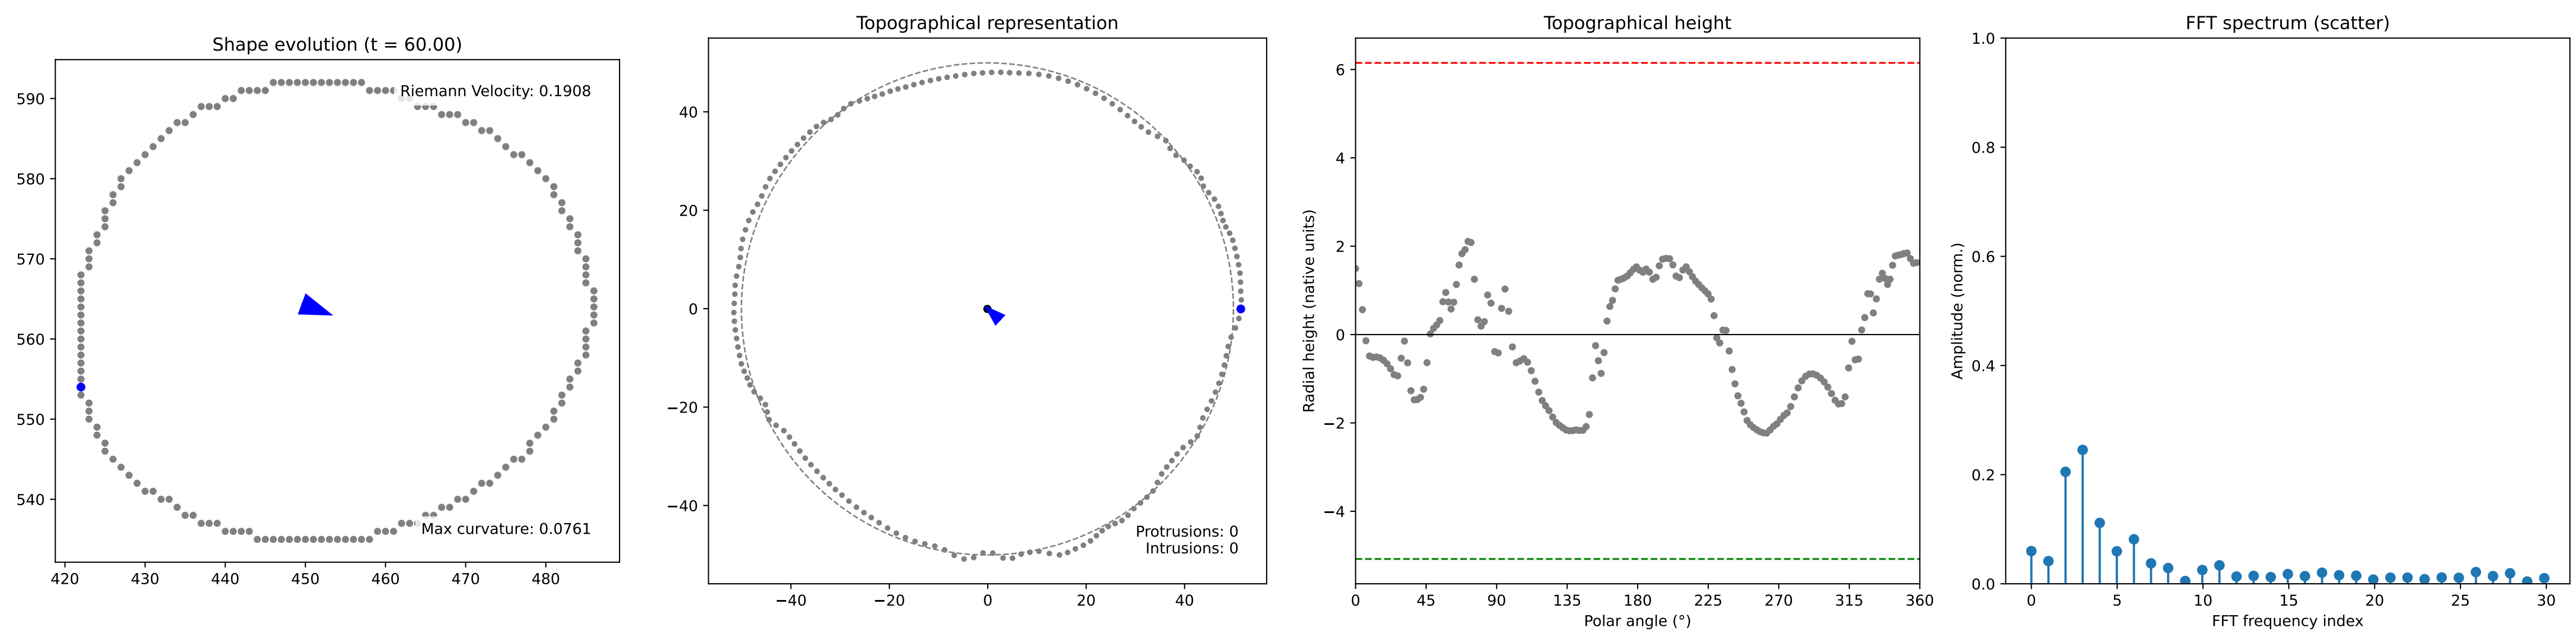 Shape evolution (t = 60.00)
Riemann Velocity: 0.1908
Max curvature: 0.0761
590
580
570
560
550
540
420 430 440 450 460 470 480
Topographical representation
40
20
0
−20
−40
−40 −20 0 20 40
Protrusions: 0
Intrusions: 0
Topographical height
Radial height (native units)
6
4
2
0
−2
−4
0 45 90 135 180 225 270 315 360
Polar angle (°)
FFT spectrum (scatter)
Amplitude (norm.)
1.0
0.8
0.6
0.4
0.2
0.0
0 5 10 15 20 25 30
FFT frequency index